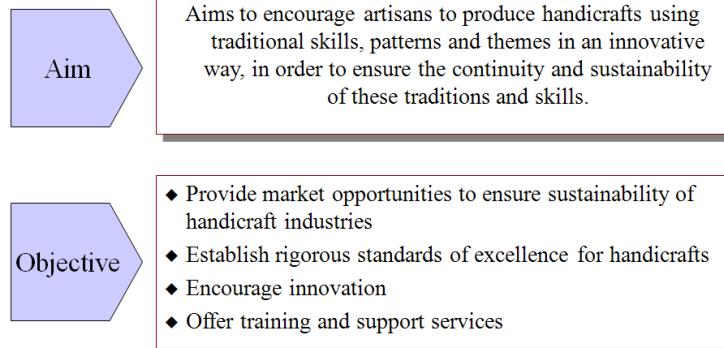 Aim
Aims to encourage artisans to produce handicrafts using
traditional skills, patterns and themes in an innovative
way, in order to ensure the continuity and sustainability
of these traditions and skills.
Objective
◆ Provide market opportunities to ensure sustainability of
handicraft industries
◆ Establish rigorous standards of excellence for handicrafts
◆ Encourage innovation
◆ Offer training and support services